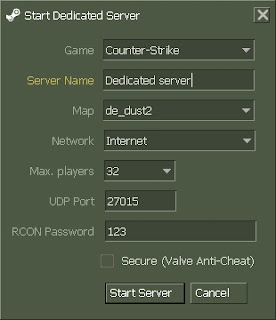 Start Dedicated Server
Game Counter-Strike
Server Name Dedicated server
Map de_dust2
Network Internet
Max. players 32
UDP Port 27015
RCON Password 123
Secure (Valve Anti-Cheat)
Start Server Cancel